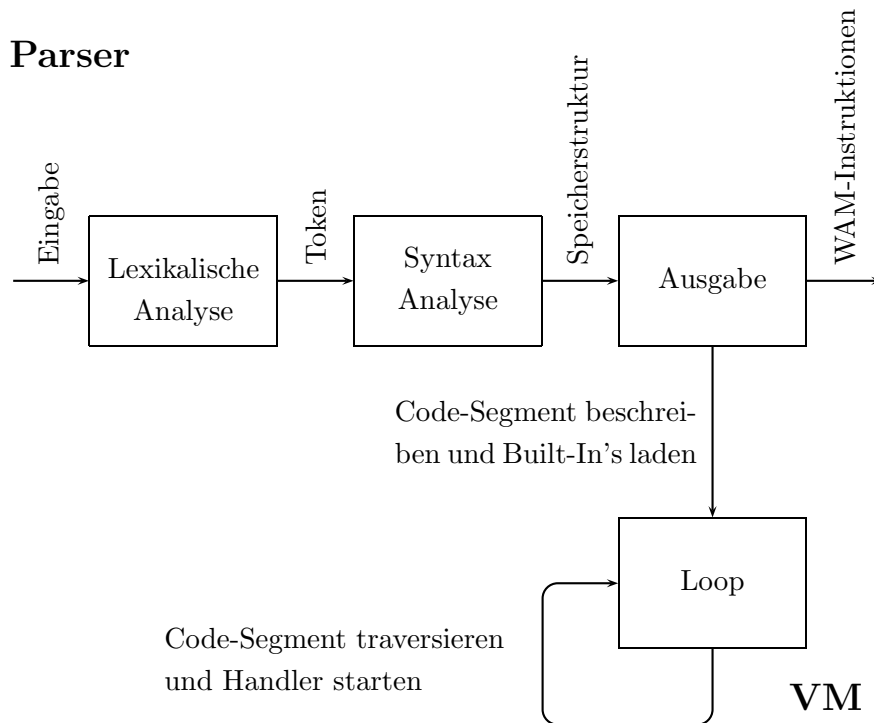 Parser
Eingabe
Lexikalische
Analyse
Token
Syntax
Analyse
Speicherstruktur
Ausgabe
WAM-Instruktionen
Code-Segment beschrei-
ben und Built-In's laden
Loop
Code-Segment traversieren
und Handler starten
VM